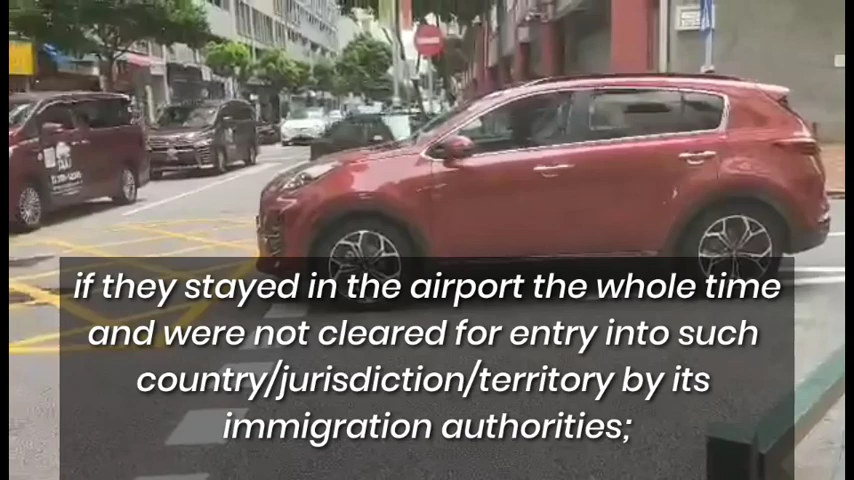 if they stayed in the airport the whole time
and were not cleared for entry into such
country/jurisdiction/territory by its
immigration authorities;